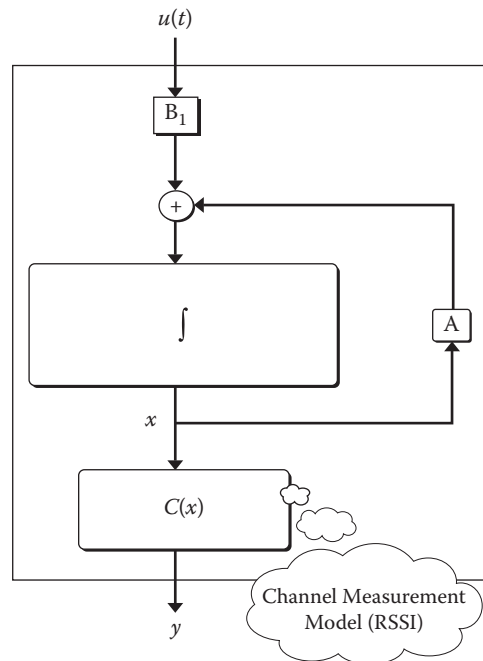 u(t)
B₁
+
∫
A
x
C(x)
Channel Measurement
Model (RSSI)
y